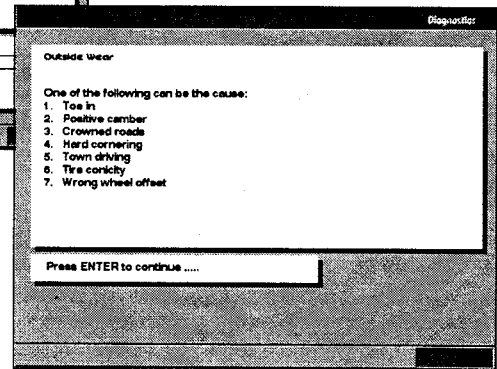 Diagnostics
Outside Wear
One of the following can be the cause:
1. Toe in
2. Positive camber
3. Crowned roads
4. Hard cornering
5. Town driving
6. Tire conicity
7. Wrong wheel offset
Press ENTER to continue .....